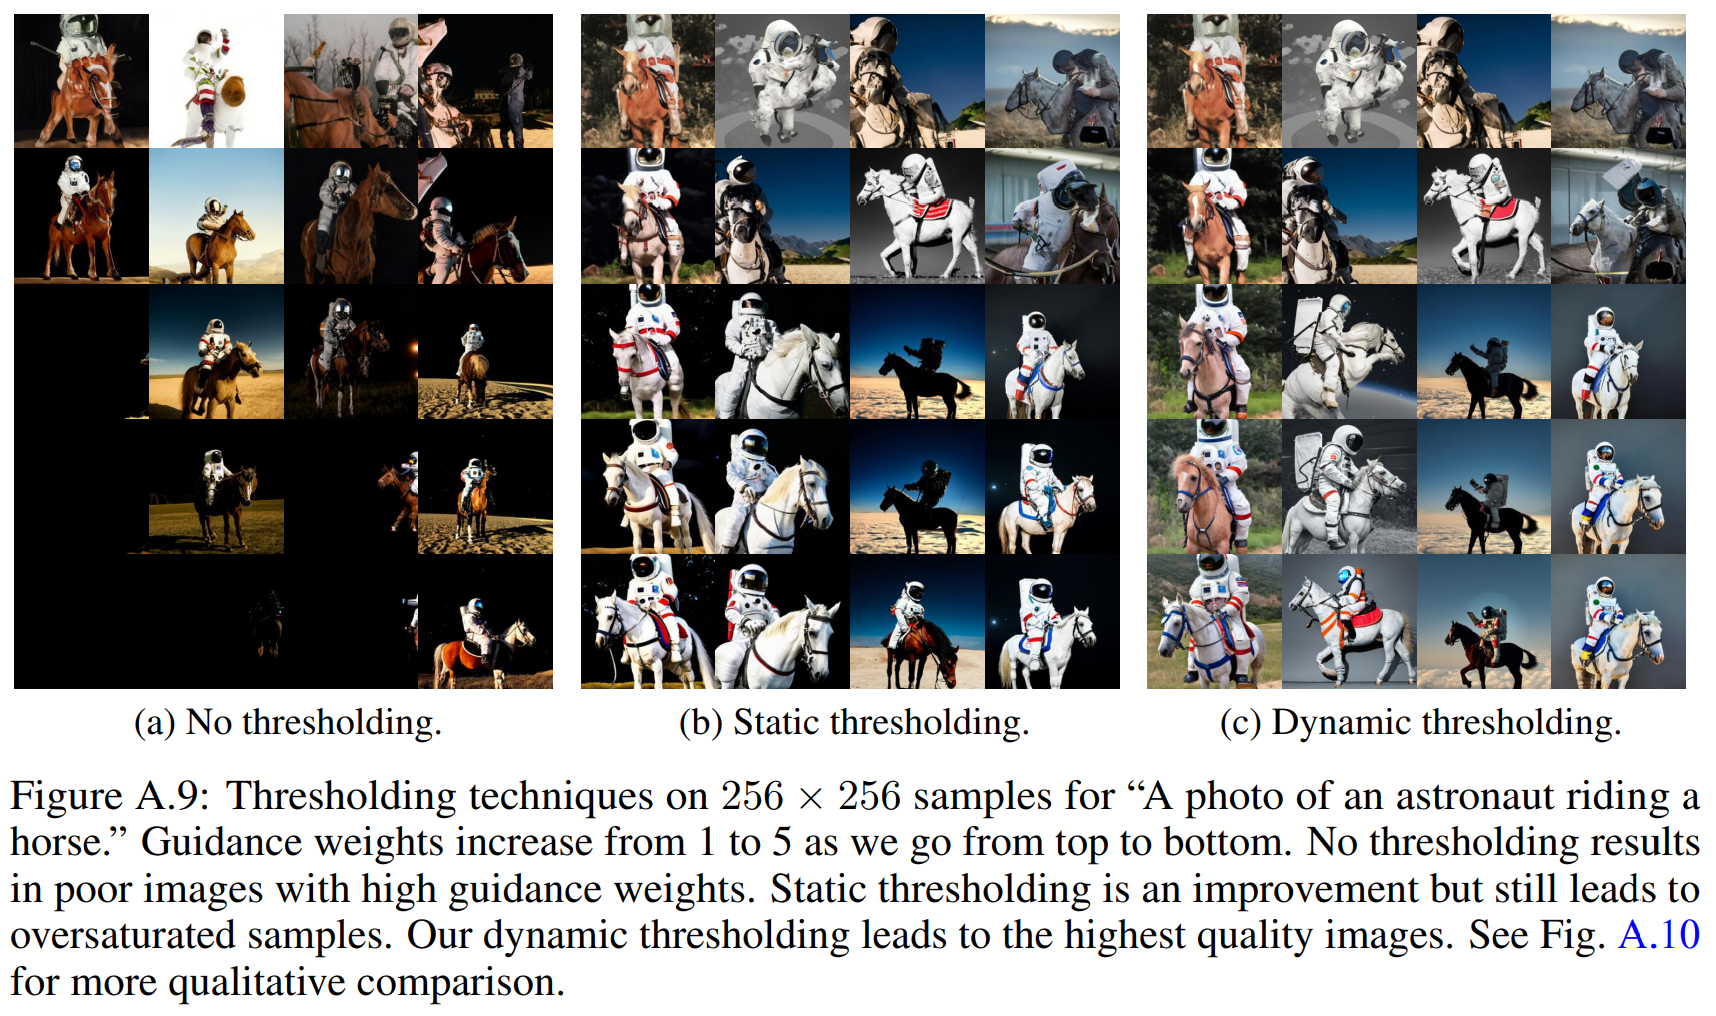 (a) No thresholding.
(b) Static thresholding.
(c) Dynamic thresholding.
Figure A.9: Thresholding techniques on 256 × 256 samples for “A photo of an astronaut riding a
horse.” Guidance weights increase from 1 to 5 as we go from top to bottom. No thresholding results
in poor images with high guidance weights. Static thresholding is an improvement but still leads to
oversaturated samples. Our dynamic thresholding leads to the highest quality images. See Fig. A.10
for more qualitative comparison.